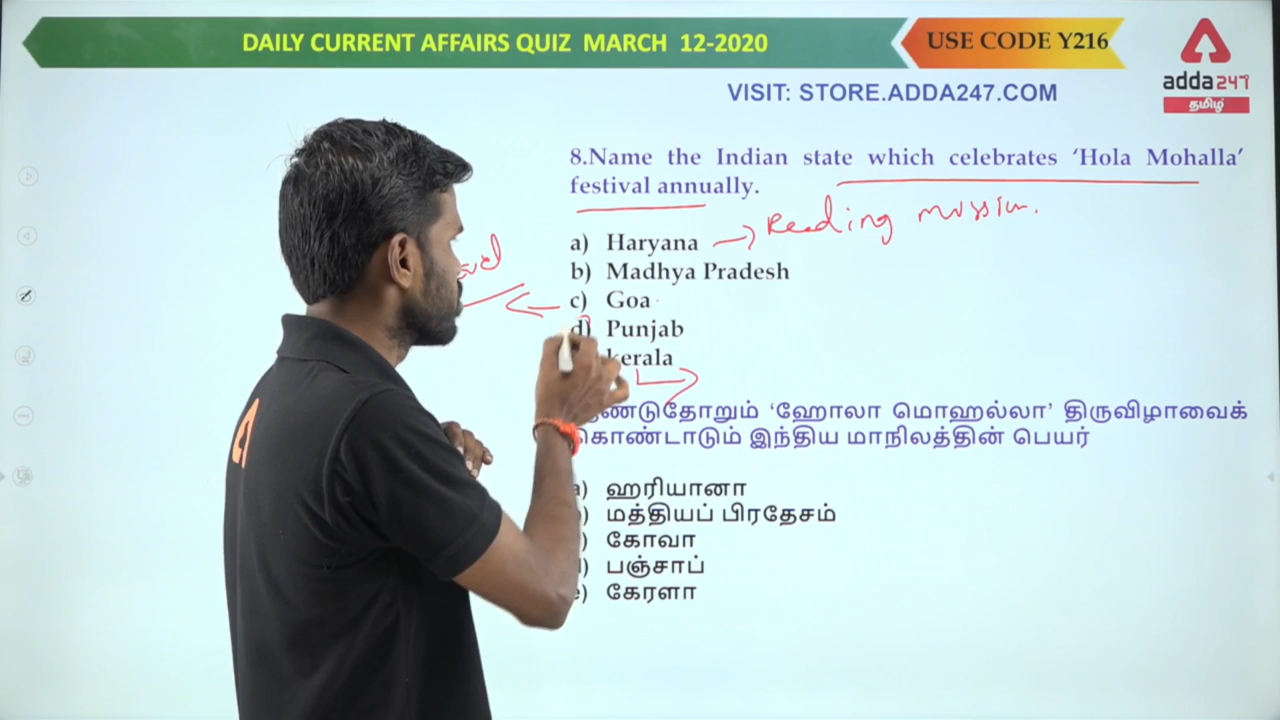 DAILY CURRENT AFFAIRS QUIZ MARCH 12-2020
USE CODE Y216
adda247
தமிழ்
VISIT: STORE.ADDA247.COM
8.Name the Indian state which celebrates ‘Hola Mohalla’
festival annually.
Reading mission.
a) Haryana
b) Madhya Pradesh
c) Goa
d) Punjab
kerala
‘ஹோலா மொஹல்லா’ திருவிழாவைக்
கொண்டாடும் இந்திய மாநிலத்தின் பெயர்
a) ஹரியானா
) மத்தியப் பிரதேசம்
) கோவா
) பஞ்சாப்
e) கேரளா